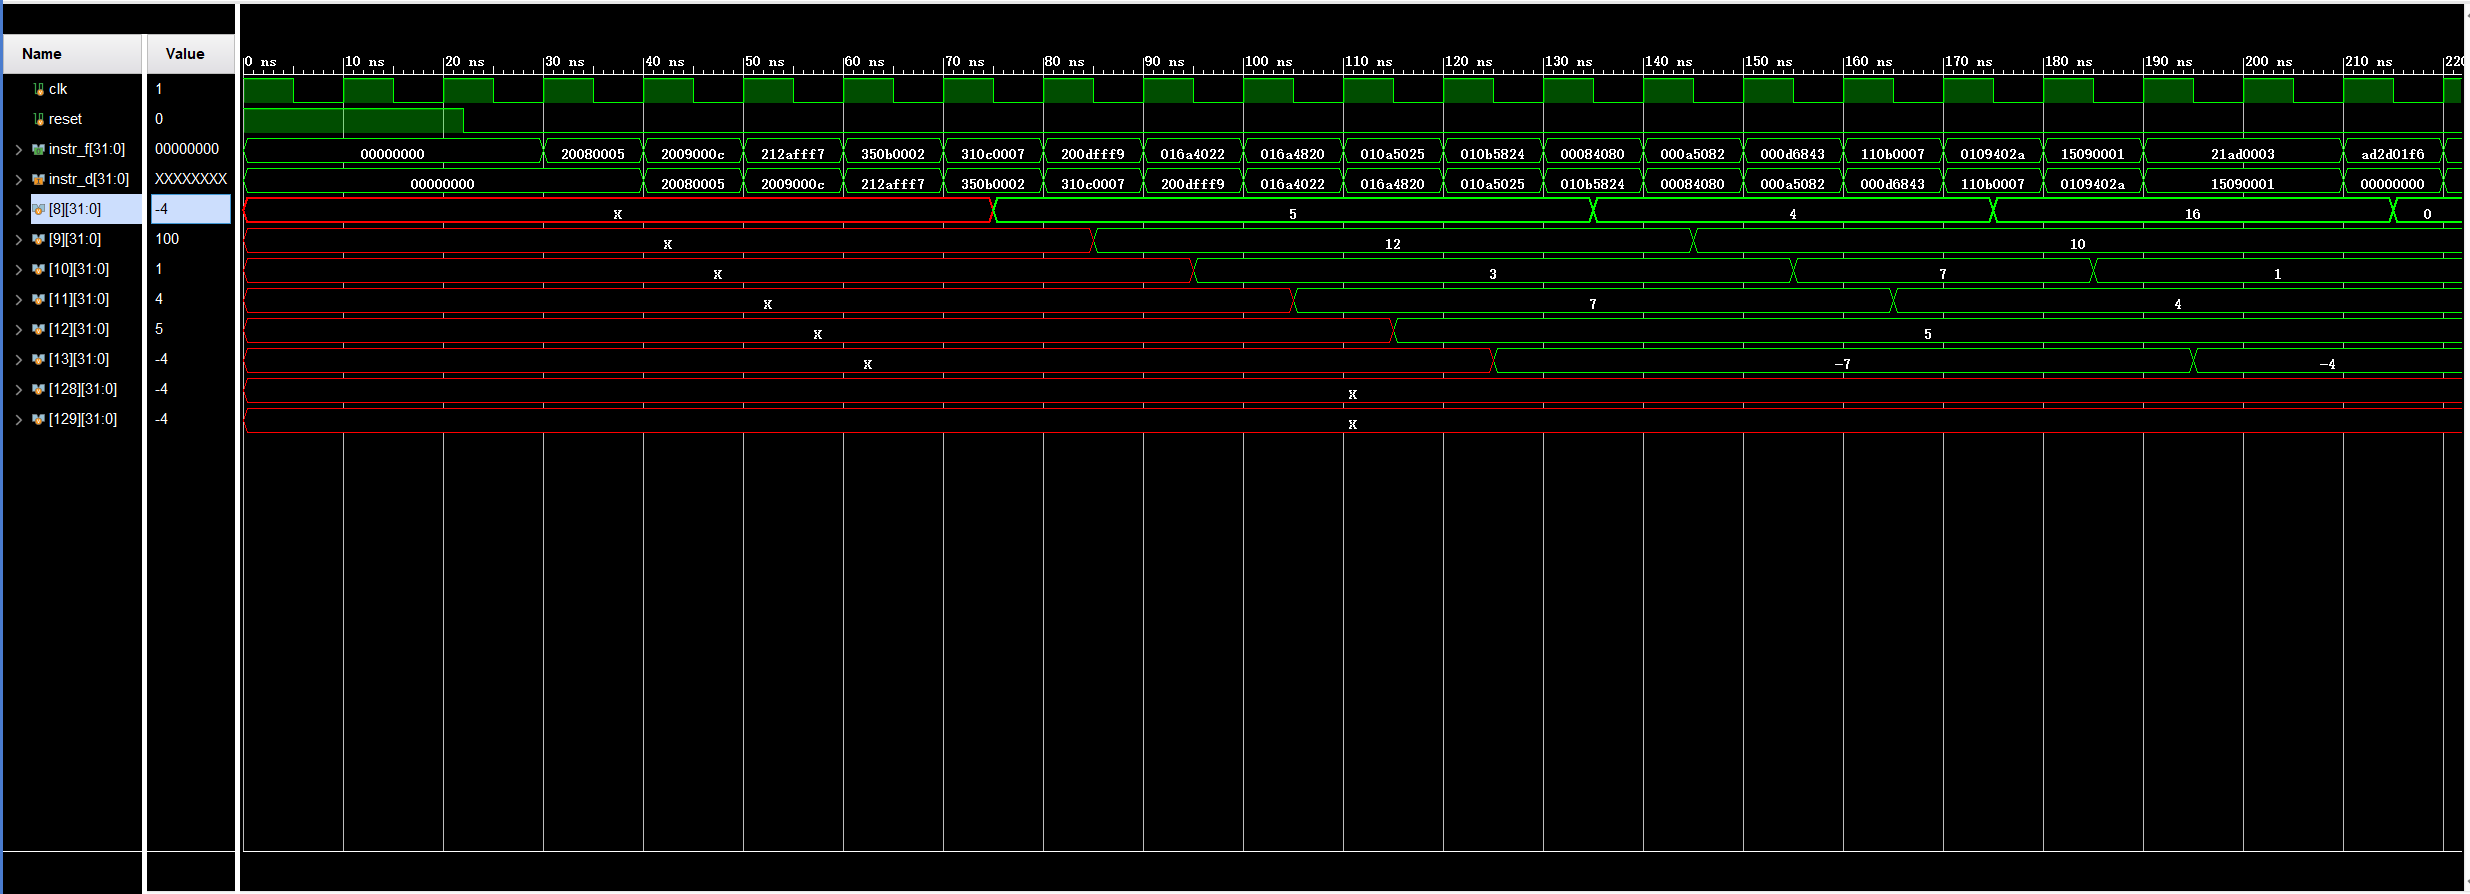 Name Value
0 ns 10 ns 20 ns 30 ns 40 ns 50 ns 60 ns 70 ns 80 ns 90 ns 100 ns 110 ns 120 ns 130 ns 140 ns 150 ns 160 ns 170 ns 180 ns 190 ns 200 ns 210 ns 220
clk 1
reset 0
instr_f[31:0] 00000000 00000000 20080005 2009000c 212afff7 350b0002 310c0007 200dfff9 016a4022 016a4820 010a5025 010b5824 00084080 000a5082 000d6843 110b0007 0109402a 15090001 21ad0003 ad2d01f6
instr_d[31:0] XXXXXXXX 00000000 20080005 2009000c 212afff7 350b0002 310c0007 200dfff9 016a4022 016a4820 010a5025 010b5824 00084080 000a5082 000d6843 110b0007 0109402a 15090001 00000000
[8][31:0] -4 X 5 4 16 0
[9][31:0] 100 X 12 10
[10][31:0] 1 X 3 7 1
[11][31:0] 4 X 7 4
[12][31:0] 5 X 5
[13][31:0] -4 X -7 -4
[128][31:0] -4 X
[129][31:0] -4 X